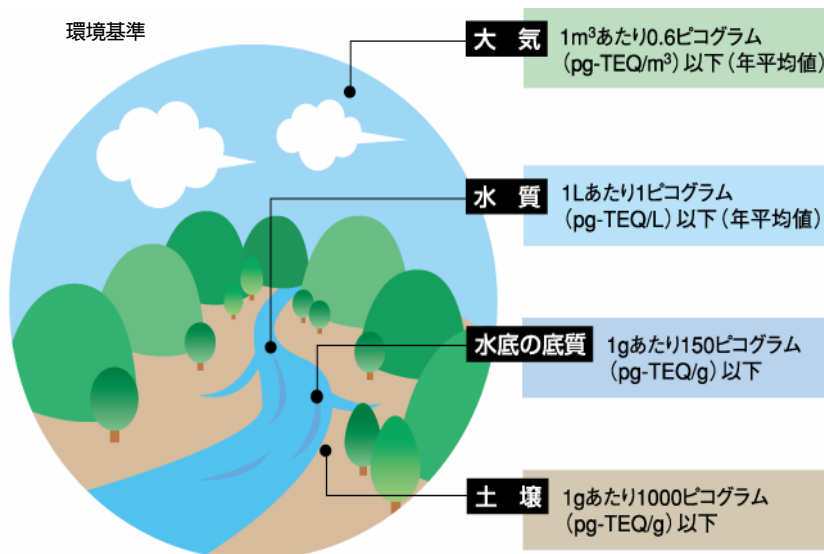 環境基準
大 気
1m³あたり0.6ピコグラム
(pg-TEQ/m³)以下(年平均値)
水 質
1Lあたり1ピコグラム
(pg-TEQ/L)以下(年平均値)
水底の底質
1gあたり150ピコグラム
(pg-TEQ/g)以下
土 壌
1gあたり1000ピコグラム
(pg-TEQ/g)以下